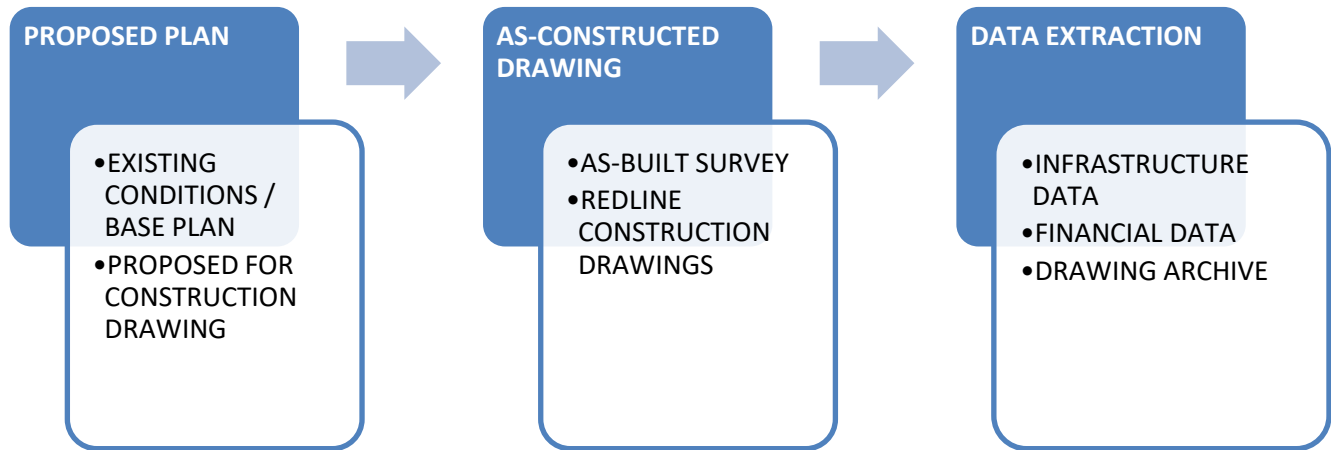 PROPOSED PLAN
•EXISTING
CONDITIONS /
BASE PLAN
•PROPOSED FOR
CONSTRUCTION
DRAWING
AS-CONSTRUCTED
DRAWING
•AS-BUILT SURVEY
•REDLINE
CONSTRUCTION
DRAWINGS
DATA EXTRACTION
•INFRASTRUCTURE
DATA
•FINANCIAL DATA
•DRAWING ARCHIVE